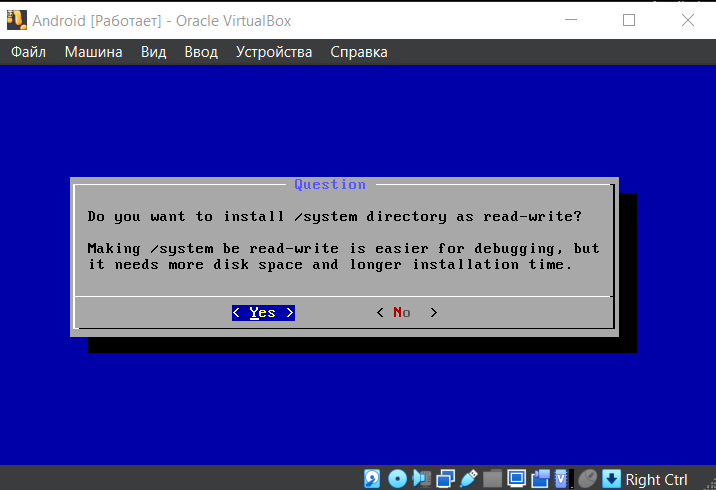 Android [Работает] - Oracle VirtualBox
Файл Машина Вид Ввод Устройства Справка
Question
Do you want to install /system directory as read-write?
Making /system be read-write is easier for debugging, but
it needs more disk space and longer installation time.
< Yes > < No >
Right Ctrl